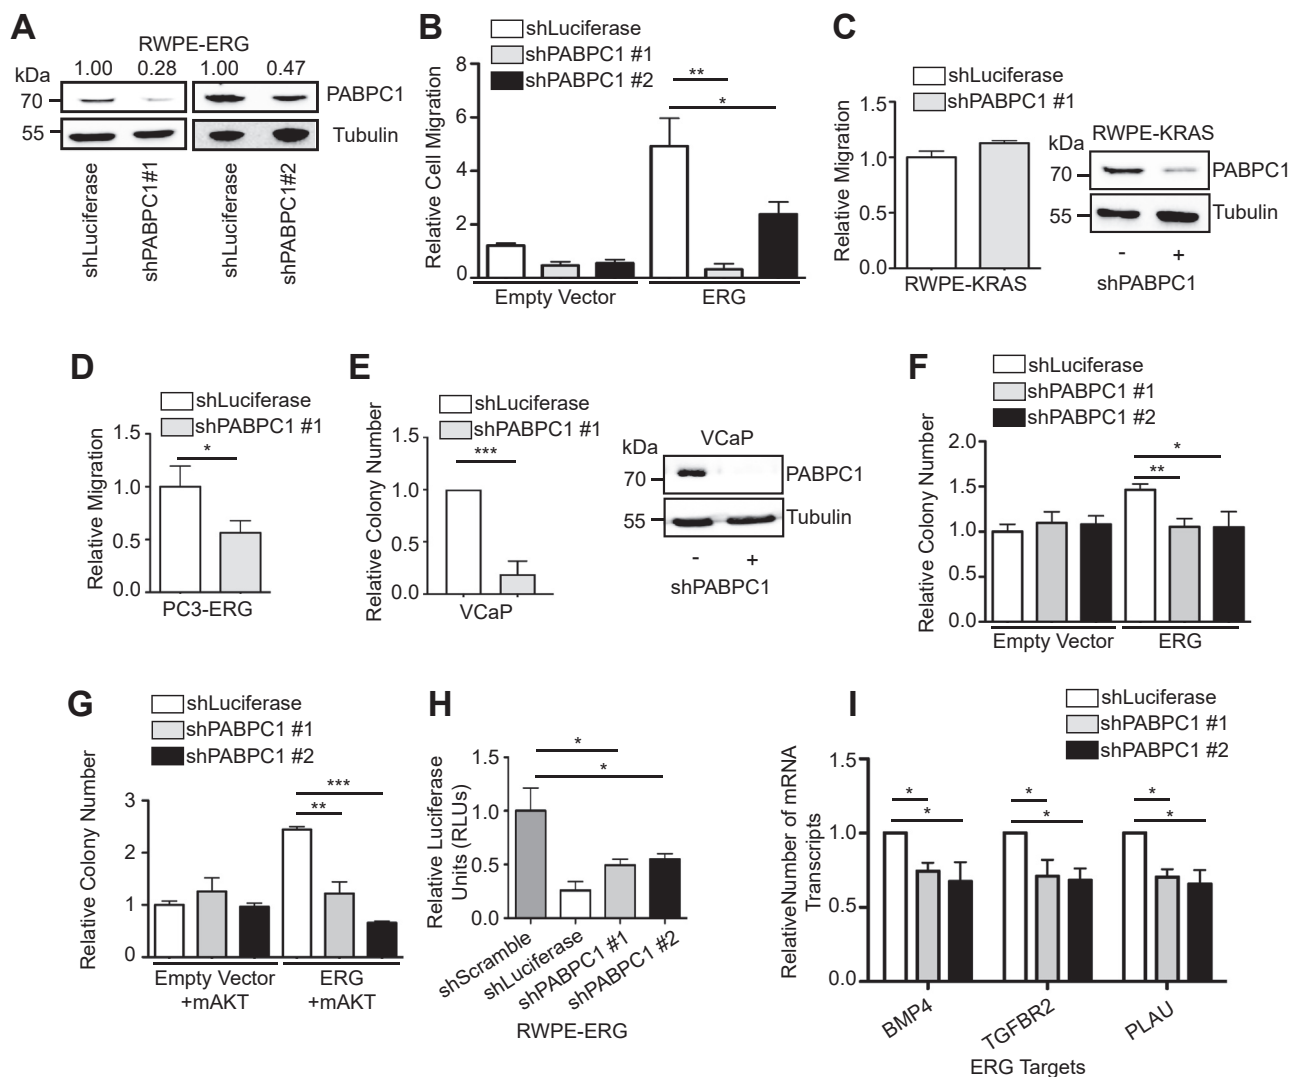 A
RWPE-ERG
kDa
1.00 0.28 1.00 0.47
70
PABPC1
55
Tubulin
shLuciferase
shPABPC1#1
shLuciferase
shPABPC1#2
B
shLuciferase
shPABPC1 #1
shPABPC1 #2
Relative Cell Migration
8
6
4
2
0
**
*
Empty Vector
ERG
C
shLuciferase
shPABPC1 #1
Relative Migration
1.5
1.0
0.5
0.0
RWPE-KRAS
RWPE-KRAS
kDa
70
PABPC1
55
Tubulin
- +
shPABPC1
D
shLuciferase
shPABPC1 #1
Relative Migration
1.5
1.0
0.5
0.0
*
PC3-ERG
E
shLuciferase
shPABPC1 #1
Relative Colony Number
1.5
1.0
0.5
0.0
***
VCaP
VCaP
kDa
70
PABPC1
55
Tubulin
- +
shPABPC1
F
shLuciferase
shPABPC1 #1
shPABPC1 #2
Relative Colony Number
2.0
1.5
1.0
0.5
0.0
*
**
Empty Vector
ERG
G
shLuciferase
shPABPC1 #1
shPABPC1 #2
Relative Colony Number
3
2
1
0
***
**
Empty Vector
+mAKT
ERG
+mAKT
H
Relative Luciferase
Units (RLUs)
1.5
1.0
0.5
0.0
*
*
shScramble
shLuciferase
shPABPC1 #1
shPABPC1 #2
RWPE-ERG
I
shLuciferase
shPABPC1 #1
shPABPC1 #2
RelativeNumber of mRNA
Transcripts
1.5
1.0
0.5
0.0
*
*
*
*
*
*
BMP4
TGFBR2
PLAU
ERG Targets